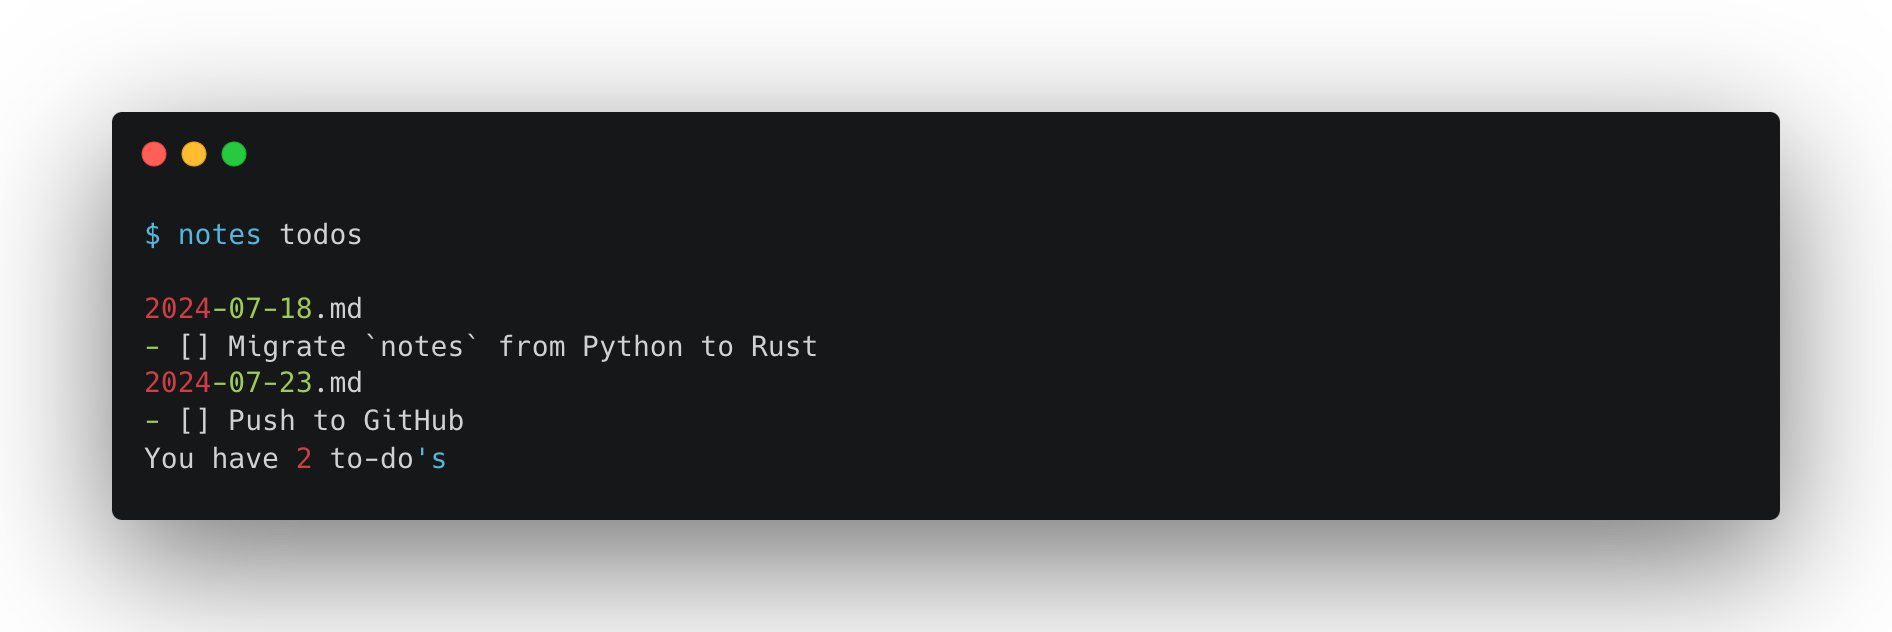 $ notes todos
2024-07-18.md
- [] Migrate `notes` from Python to Rust
2024-07-23.md
- [] Push to GitHub
You have 2 to-do's